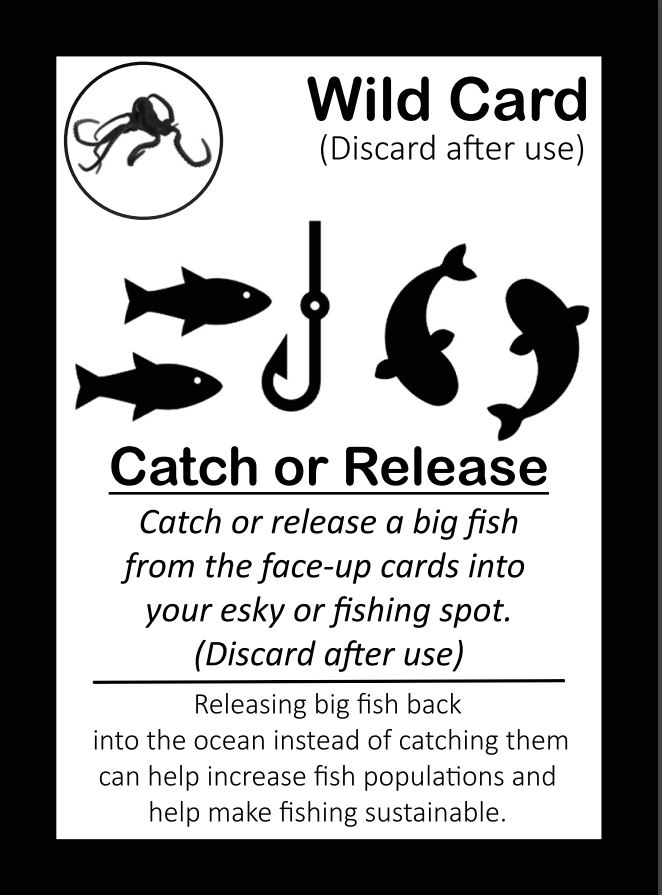 Wild Card
(Discard after use)
Catch or Release
Catch or release a big fish
from the face-up cards into
your esky or fishing spot.
(Discard after use)
Releasing big fish back
into the ocean instead of catching them
can help increase fish populations and
help make fishing sustainable.